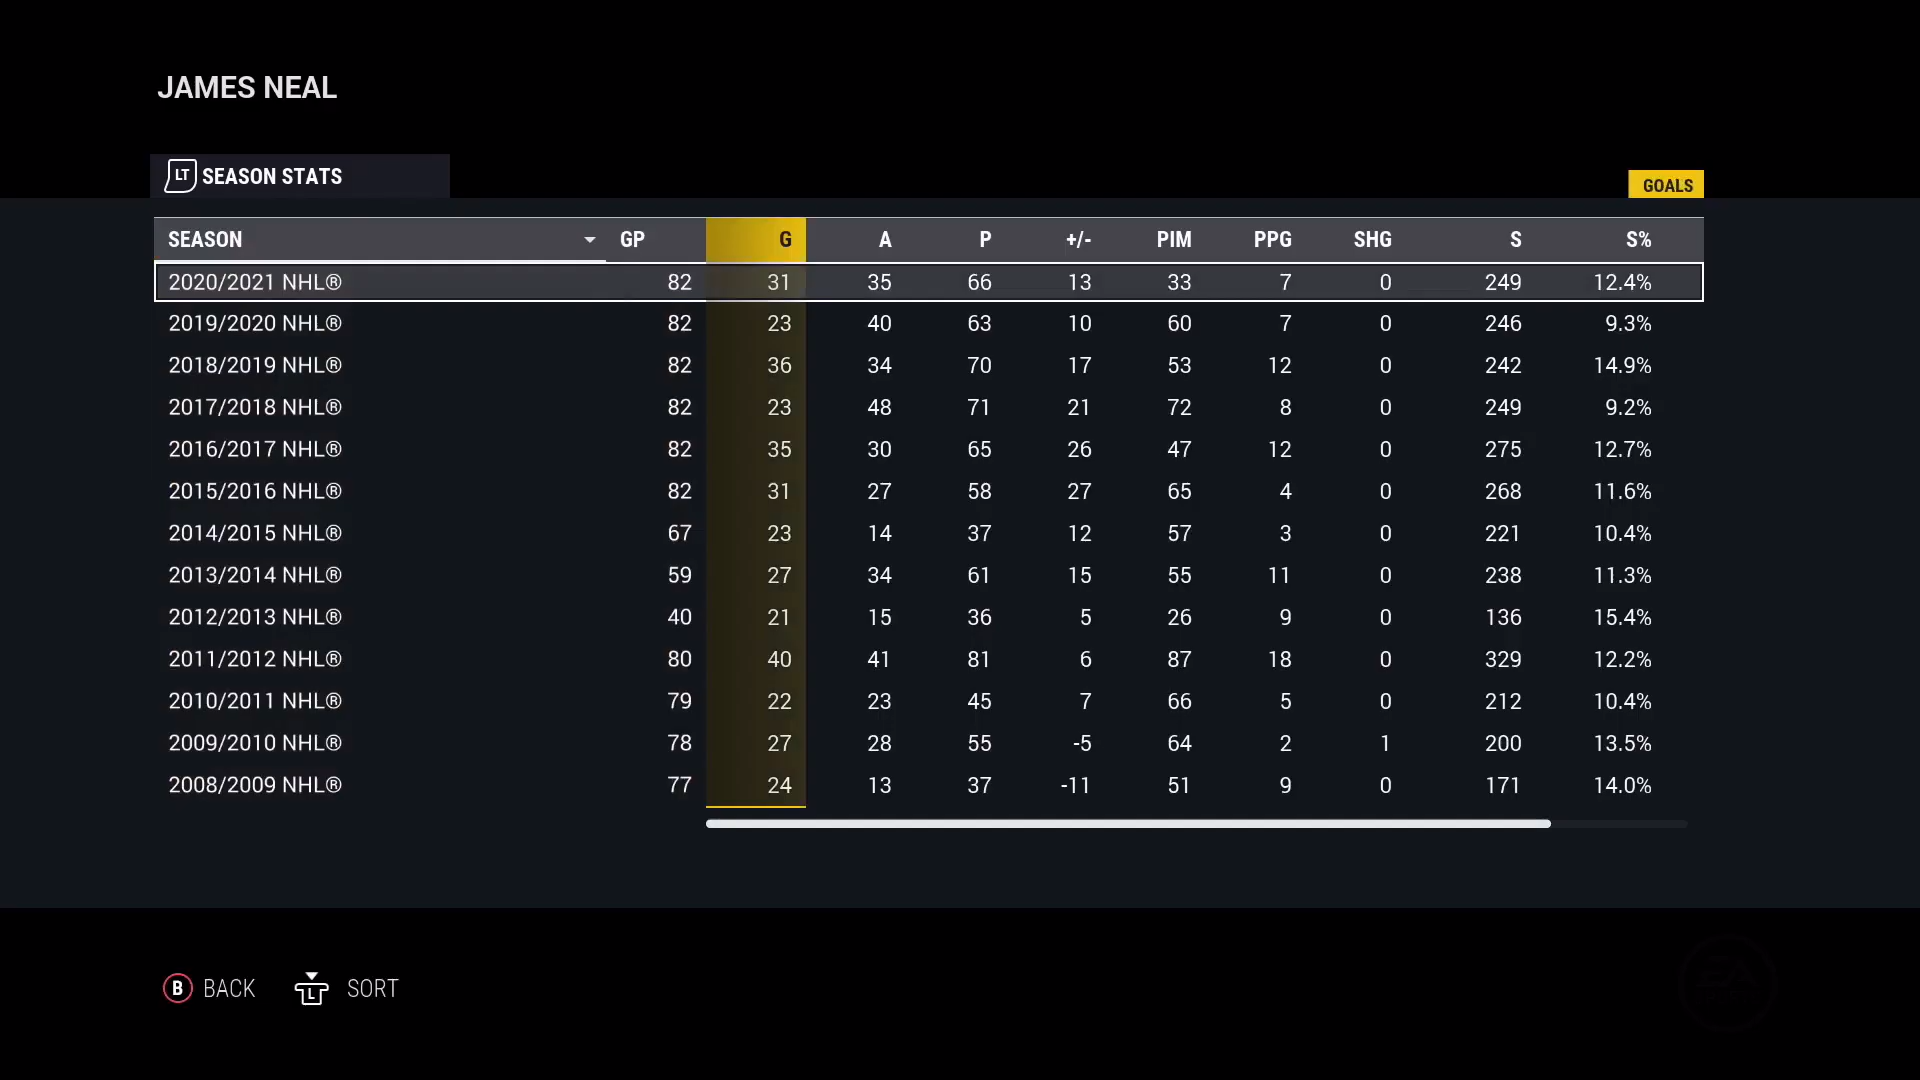 JAMES NEAL
LT SEASON STATS
GOALS
SEASON GP G A P +/- PIM PPG SHG S S%
2020/2021 NHL® 82 31 35 66 13 33 7 0 249 12.4%
2019/2020 NHL® 82 23 40 63 10 60 7 0 246 9.3%
2018/2019 NHL® 82 36 34 70 17 53 12 0 242 14.9%
2017/2018 NHL® 82 23 48 71 21 72 8 0 249 9.2%
2016/2017 NHL® 82 35 30 65 26 47 12 0 275 12.7%
2015/2016 NHL® 82 31 27 58 27 65 4 0 268 11.6%
2014/2015 NHL® 67 23 14 37 12 57 3 0 221 10.4%
2013/2014 NHL® 59 27 34 61 15 55 11 0 238 11.3%
2012/2013 NHL® 40 21 15 36 5 26 9 0 136 15.4%
2011/2012 NHL® 80 40 41 81 6 87 18 0 329 12.2%
2010/2011 NHL® 79 22 23 45 7 66 5 0 212 10.4%
2009/2010 NHL® 78 27 28 55 -5 64 2 1 200 13.5%
2008/2009 NHL® 77 24 13 37 -11 51 9 0 171 14.0%
B BACK L SORT